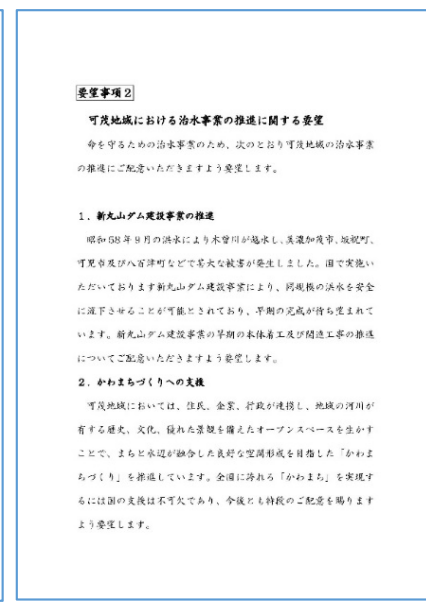 要望事項2
可茂地域における治水事業の推進に関する要望
命を守るための治水事業のため、次のとおり可茂地域の治水事業
の推進にご配意いただきますよう要望します。
1．新丸山ダム建設事業の推進
昭和58年9月の洪水により木曽川が越水し、美濃加茂市、坂祝町、
可児市及び八百津町などで甚大な被害が発生しました。国で実施い
ただいております新丸山ダム建設事業により、同規模の洪水を安全
に流下させることが可能とされており、早期の完成が待ち望まれて
います。新丸山ダム建設事業の早期の本体着工及び関連工事の推進
についてご配意いただきますよう要望します。
2．かわまちづくりへの支援
可茂地域においては、住民、企業、行政が連携し、地域の河川が
有する歴史、文化、優れた景観を備えたオープンスペースを生かす
ことで、まちと水辺が融合した良好な空間形成を目指した「かわま
ちづくり」を推進しています。全国に誇れる「かわまち」を実現す
るには国の支援は不可欠であり、今後とも特段のご配意を賜ります
よう要望します。